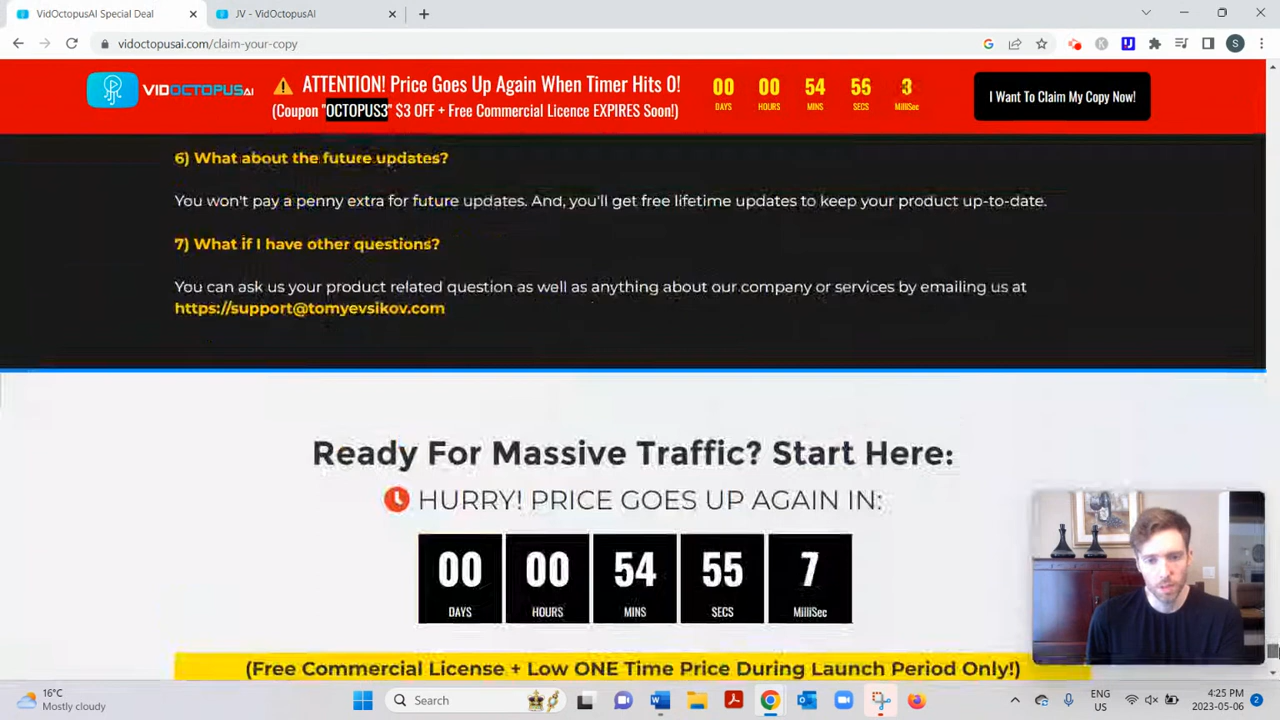 VidOctopusAI Special Deal
JV - VidOctopusAI
vidoctopusai.com/claim-your-copy
S
VIDOCTOPUSAI
ATTENTION! Price Goes Up Again When Timer Hits 0!
(Coupon "OCTOPUS3" $3 OFF + Free Commercial Licence EXPIRES Soon!)
00 00 54 55 3
DAYS HOURS MINS SECS MilliSec
I Want To Claim My Copy Now!
6) What about the future updates?
You won't pay a penny extra for future updates. And, you'll get free lifetime updates to keep your product up-to-date.
7) What if I have other questions?
You can ask us your product related question as well as anything about our company or services by emailing us at
https://support@tomyevsikov.com
Ready For Massive Traffic? Start Here:
HURRY! PRICE GOES UP AGAIN IN:
00 00 54 55 7
DAYS HOURS MINS SECS MilliSec
(Free Commercial License + Low ONE Time Price During Launch Period Only!)
16°C
Mostly cloudy
Search
ENG
US
4:25 PM
2023-05-06
2